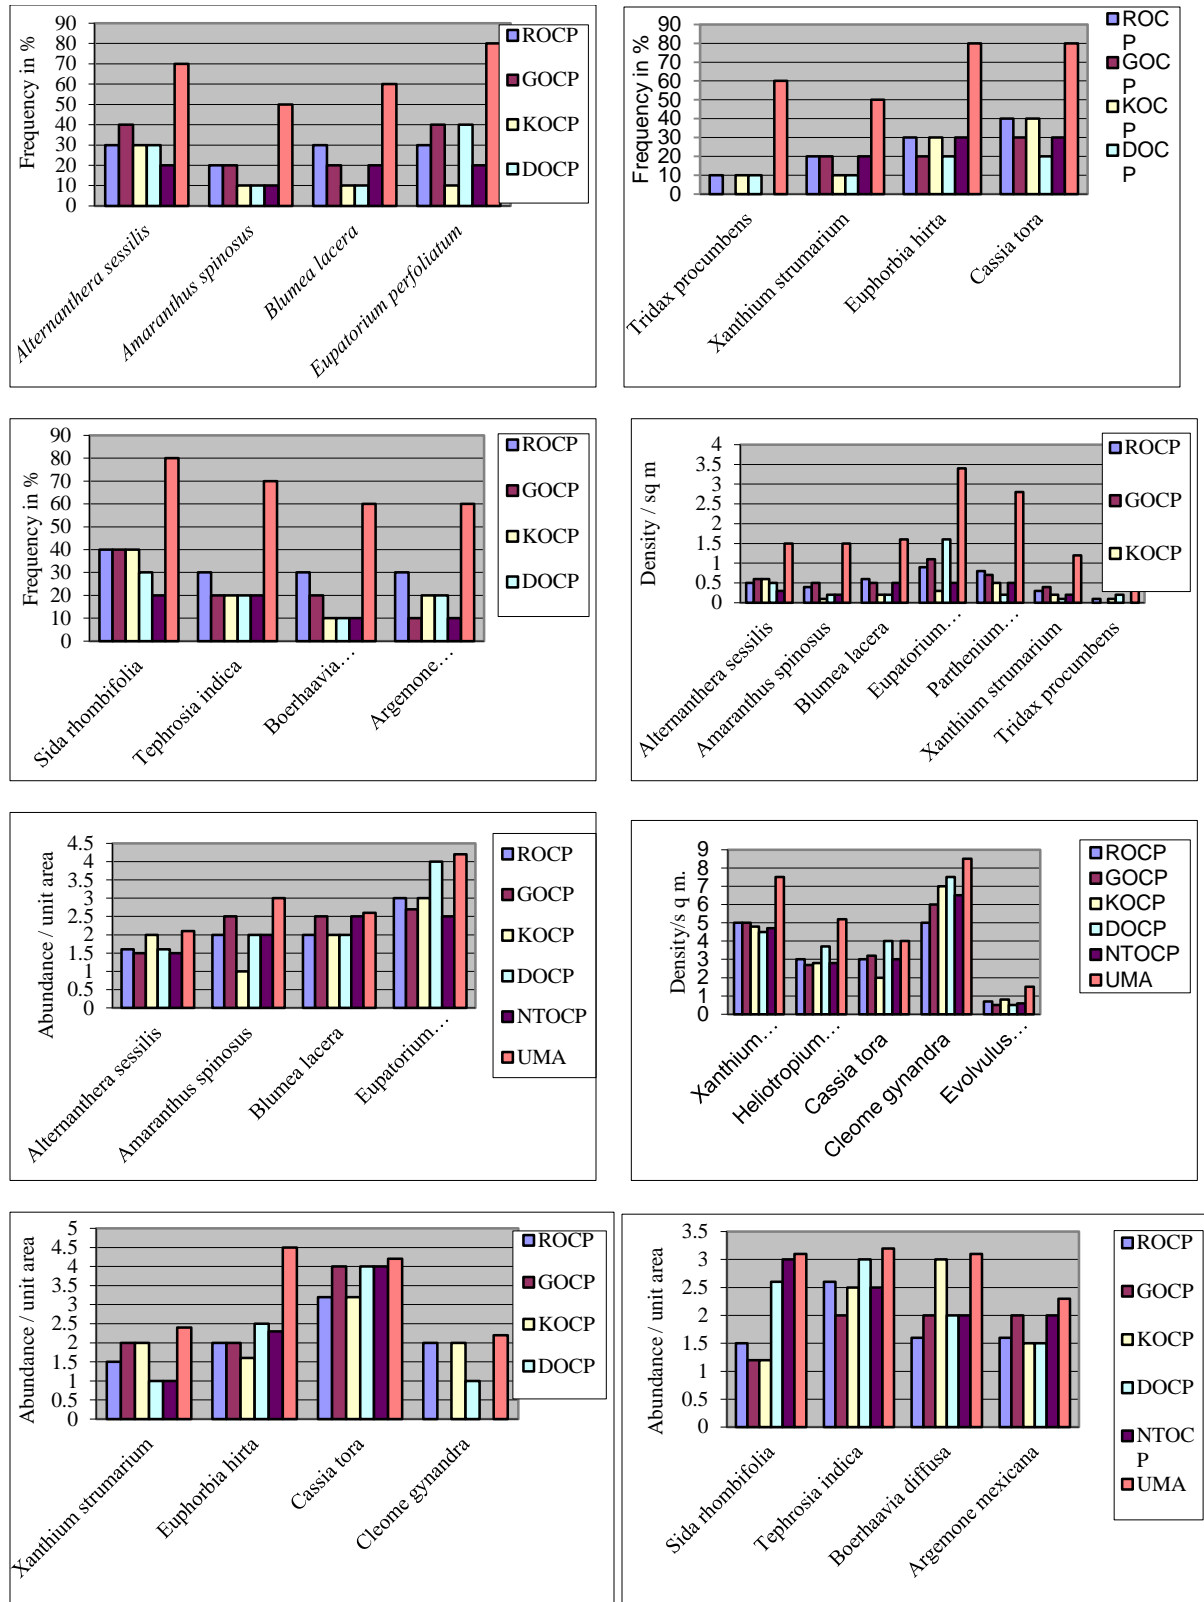 Frequency in %
90
80
70
60
50
40
30
20
10
0
Alternanthera sessilis
Amaranthus spinosus
Blumea lacera
Eupatorium perfoliatum
ROCP
GOCP
KOCP
DOCP
Frequency in %
90
80
70
60
50
40
30
20
10
0
Tridax procumbens
Xanthium strumarium
Euphorbia hirta
Cassia tora
ROC
P
GOC
P
KOC
P
DOC
P
Frequency in %
90
80
70
60
50
40
30
20
10
0
Sida rhombifolia
Tephrosia indica
Boerhaavia…
Argemone…
ROCP
GOCP
KOCP
DOCP
Density / sq m
4
3.5
3
2.5
2
1.5
1
0.5
0
Alternanthera sessilis
Amaranthus spinosus
Blumea lacera
Eupatorium…
Parthenium…
Xanthium strumarium
Tridax procumbens
ROCP
GOCP
KOCP
Abundance / unit area
4.5
4
3.5
3
2.5
2
1.5
1
0.5
0
Alternanthera sessilis
Amaranthus spinosus
Blumea lacera
Eupatorium…
ROCP
GOCP
KOCP
DOCP
NTOCP
UMA
Density/s q m.
9
8
7
6
5
4
3
2
1
0
Xanthium…
Heliotropium…
Cassia tora
Cleome gynandra
Evolvulus…
ROCP
GOCP
KOCP
DOCP
NTOCP
UMA
Abundance / unit area
5
4.5
4
3.5
3
2.5
2
1.5
1
0.5
0
Xanthium strumarium
Euphorbia hirta
Cassia tora
Cleome gynandra
ROCP
GOCP
KOCP
DOCP
Abundance / unit area
3.5
3
2.5
2
1.5
1
0.5
0
Sida rhombifolia
Tephrosia indica
Boerhaavia diffusa
Argemone mexicana
ROCP
GOCP
KOCP
DOCP
NTOC
P
UMA